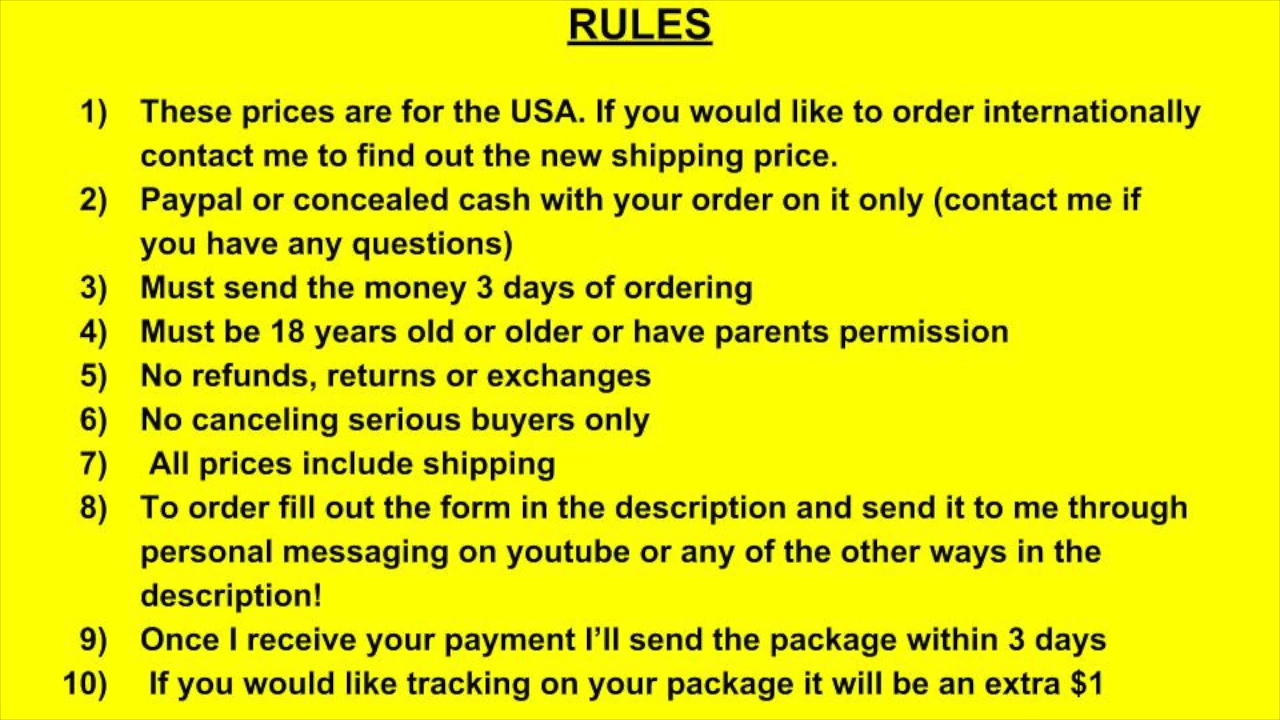 RULES
1) These prices are for the USA. If you would like to order internationally
contact me to find out the new shipping price.
2) Paypal or concealed cash with your order on it only (contact me if
you have any questions)
3) Must send the money 3 days of ordering
4) Must be 18 years old or older or have parents permission
5) No refunds, returns or exchanges
6) No canceling serious buyers only
7) All prices include shipping
8) To order fill out the form in the description and send it to me through
personal messaging on youtube or any of the other ways in the
description!
9) Once I receive your payment I’ll send the package within 3 days
10) If you would like tracking on your package it will be an extra $1